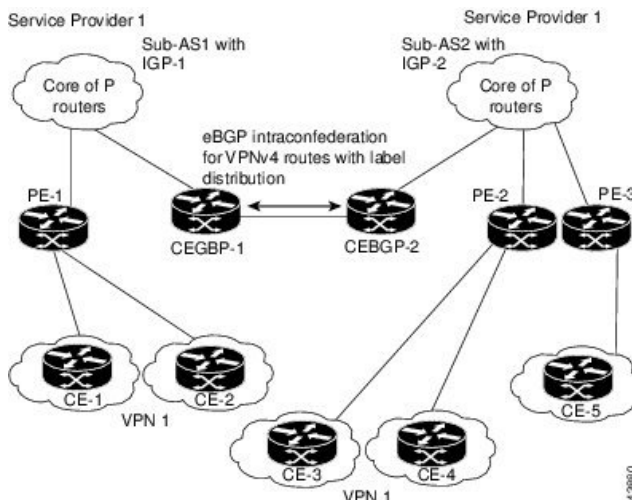 Service Provider 1
Service Provider 1
Sub-AS1 with
IGP-1
Sub-AS2 with
IGP-2
Core of P
routers
Core of P
routers
eBGP intraconfederation
for VPNv4 routes with label
distribution
PE-1
CEGBP-1
CEBGP-2
PE-2
PE-3
CE-1
CE-2
CE-5
VPN 1
CE-3
CE-4
VPN 1